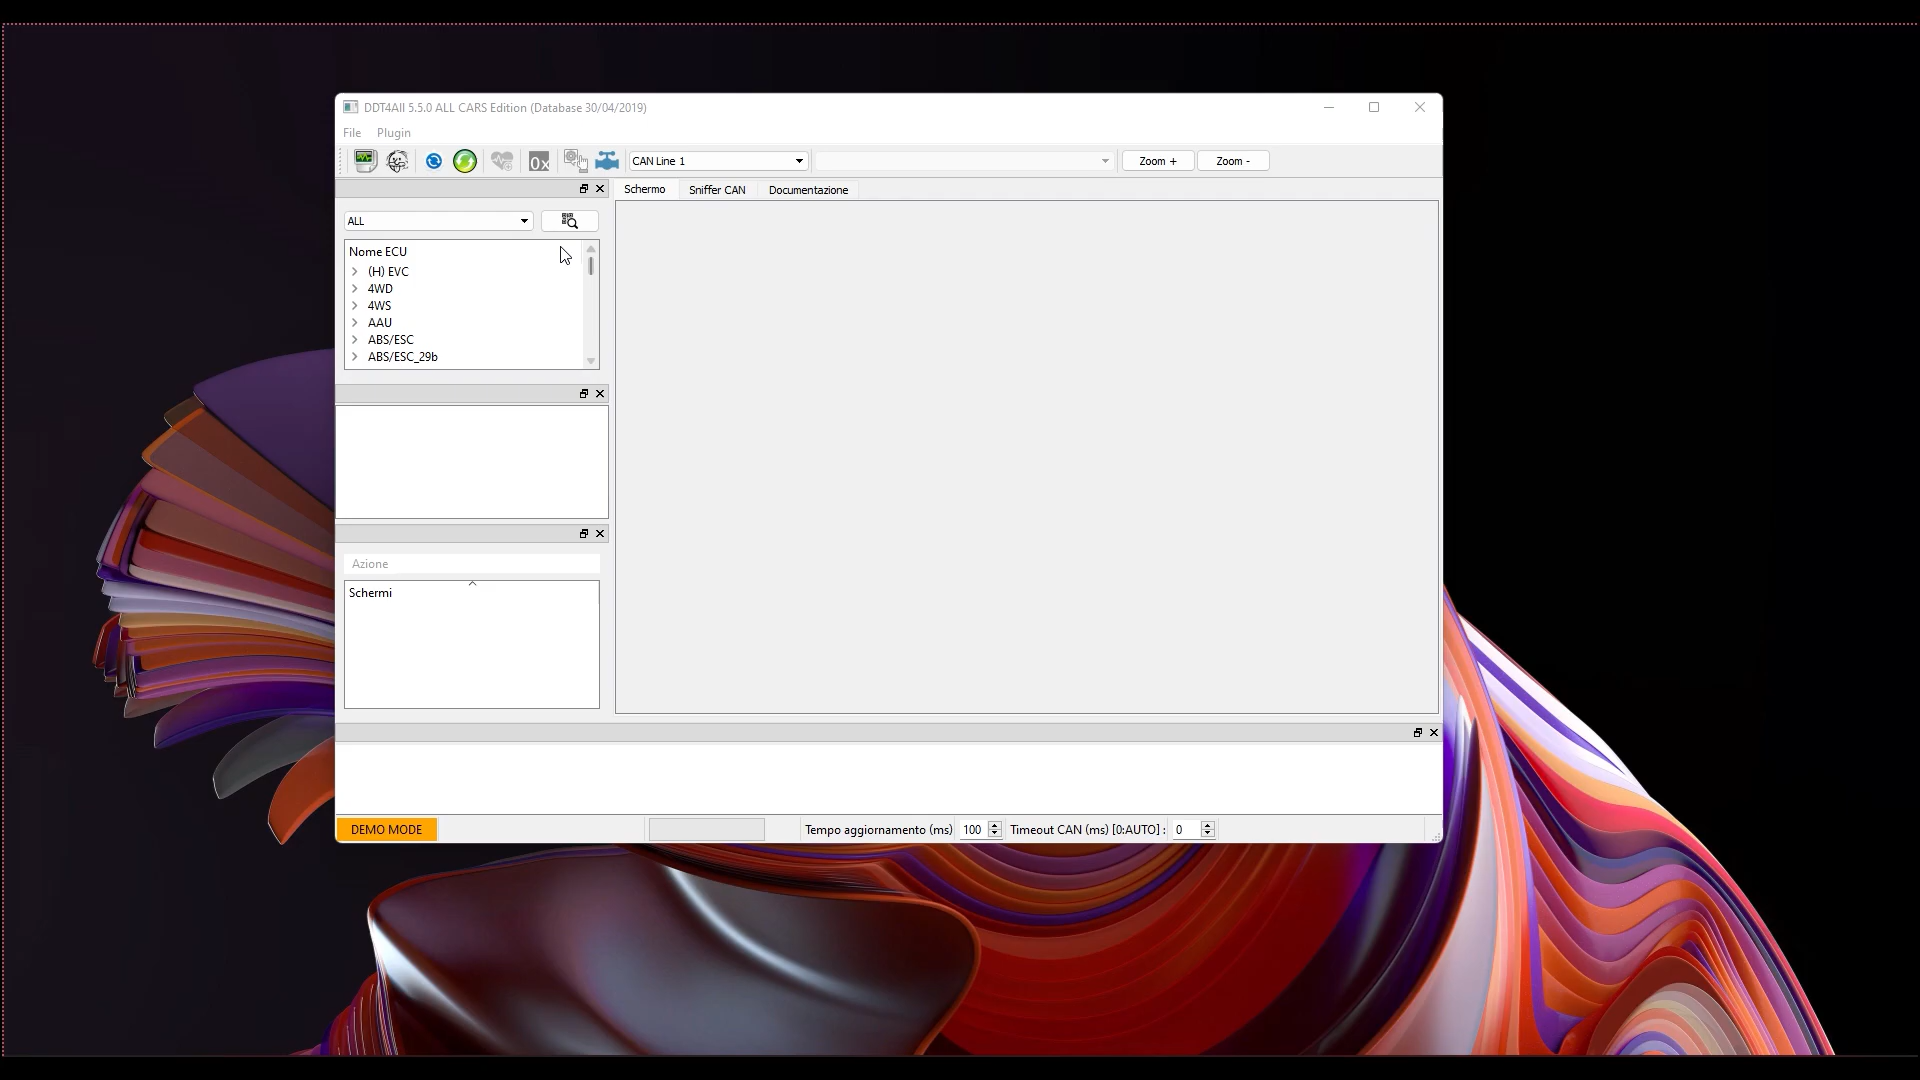 DDT4All 5.5.0 ALL CARS Edition (Database 30/04/2019)
File Plugin
0x CAN Line 1 Zoom + Zoom -
Schermo Sniffer CAN Documentazione
ALL
Nome ECU
(H) EVC
4WD
4WS
AAU
ABS/ESC
ABS/ESC_29b
Azione
Schermi
DEMO MODE Tempo aggiornamento (ms) 100 Timeout CAN (ms) [0:AUTO] : 0